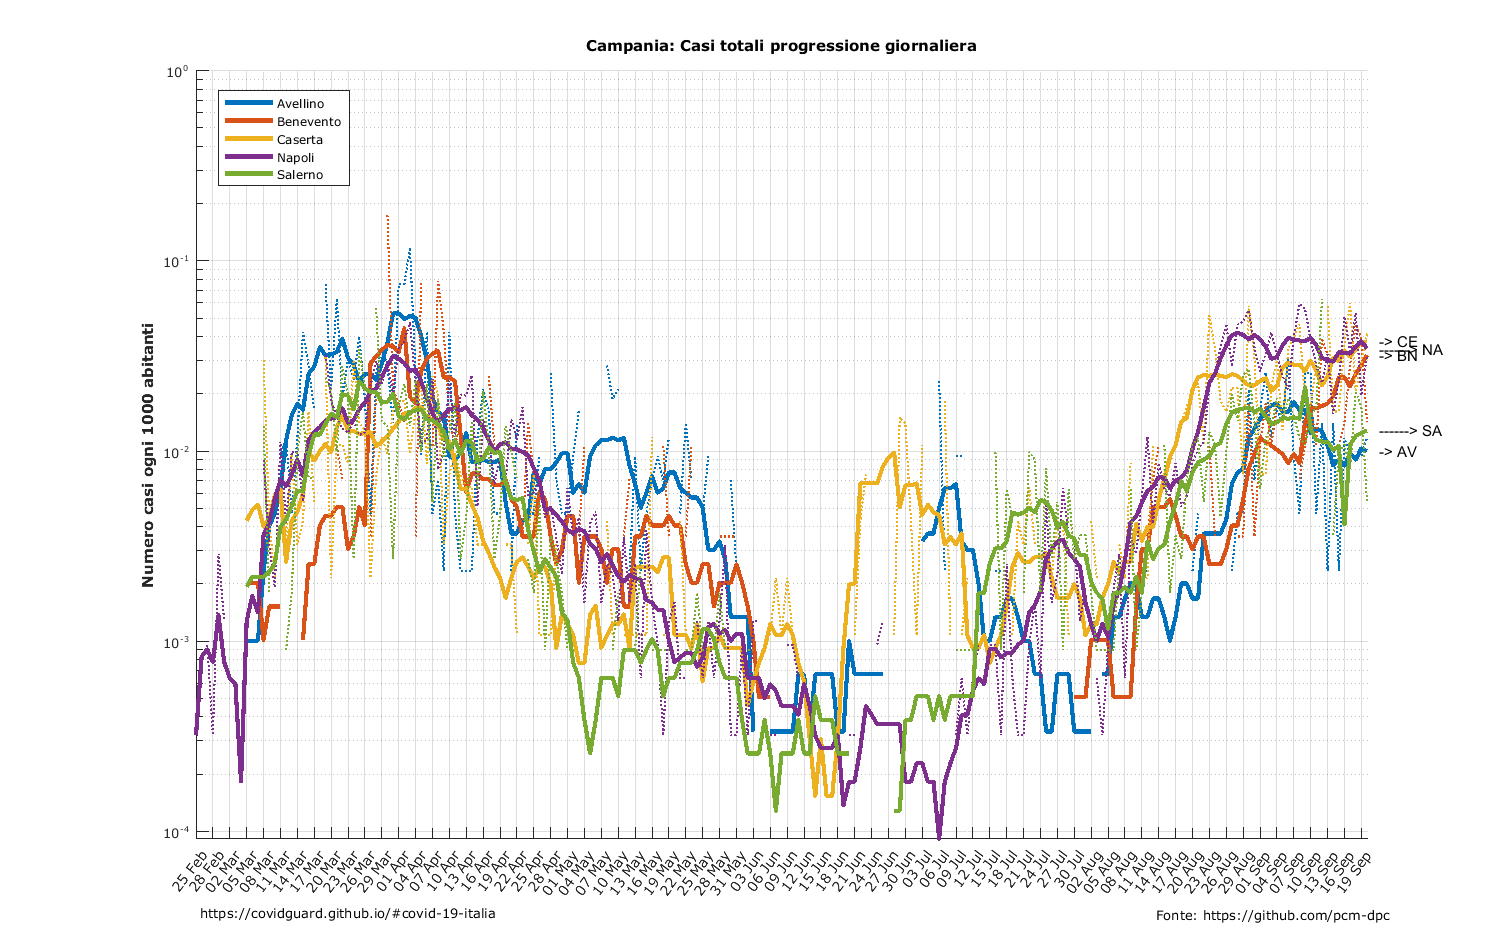 Campania: Casi totali progressione giornaliera
10^0
10^-1
10^-2
10^-3
10^-4
Numero casi ogni 1000 abitanti
Avellino
Benevento
Caserta
Napoli
Salerno
-> CE
------> NA
-> BN
------> SA
-> AV
25 Feb
28 Feb
02 Mar
05 Mar
08 Mar
11 Mar
14 Mar
17 Mar
20 Mar
23 Mar
26 Mar
29 Mar
01 Apr
04 Apr
07 Apr
10 Apr
13 Apr
16 Apr
19 Apr
22 Apr
25 Apr
28 Apr
01 May
04 May
07 May
10 May
13 May
16 May
19 May
22 May
25 May
28 May
31 May
03 Jun
06 Jun
09 Jun
12 Jun
15 Jun
18 Jun
21 Jun
24 Jun
27 Jun
30 Jun
03 Jul
06 Jul
09 Jul
12 Jul
15 Jul
18 Jul
21 Jul
24 Jul
27 Jul
30 Jul
02 Aug
05 Aug
08 Aug
11 Aug
14 Aug
17 Aug
20 Aug
23 Aug
26 Aug
29 Aug
01 Sep
04 Sep
07 Sep
10 Sep
13 Sep
16 Sep
19 Sep
https://covidguard.github.io/#covid-19-italia
Fonte: https://github.com/pcm-dpc